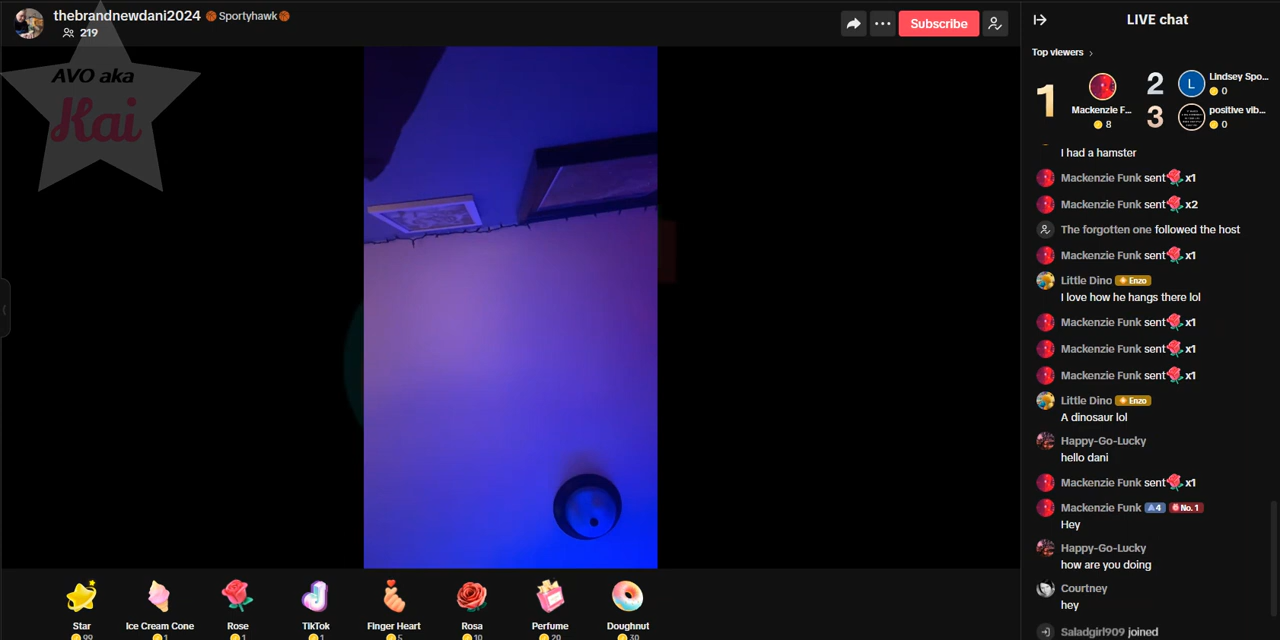 thebrandnewdani2024 🏀 Sportyhawk🏀
219
Subscribe
AVO aka
Kai
LIVE chat
Top viewers >
1
Mackenzie F...
8
2
L
Lindsey Spo...
0
3
positive vib...
0
I had a hamster
Mackenzie Funk sent x1
Mackenzie Funk sent x2
The forgotten one followed the host
Mackenzie Funk sent x1
Little Dino Enzo
I love how he hangs there lol
Mackenzie Funk sent x1
Mackenzie Funk sent x1
Mackenzie Funk sent x1
Little Dino Enzo
A dinosaur lol
Happy-Go-Lucky
hello dani
Mackenzie Funk sent x1
Mackenzie Funk 4 No. 1
Hey
Happy-Go-Lucky
how are you doing
Courtney
hey
Saladgirl909 joined
Star
99
Ice Cream Cone
1
Rose
1
TikTok
1
Finger Heart
5
Rosa
10
Perfume
20
Doughnut
30